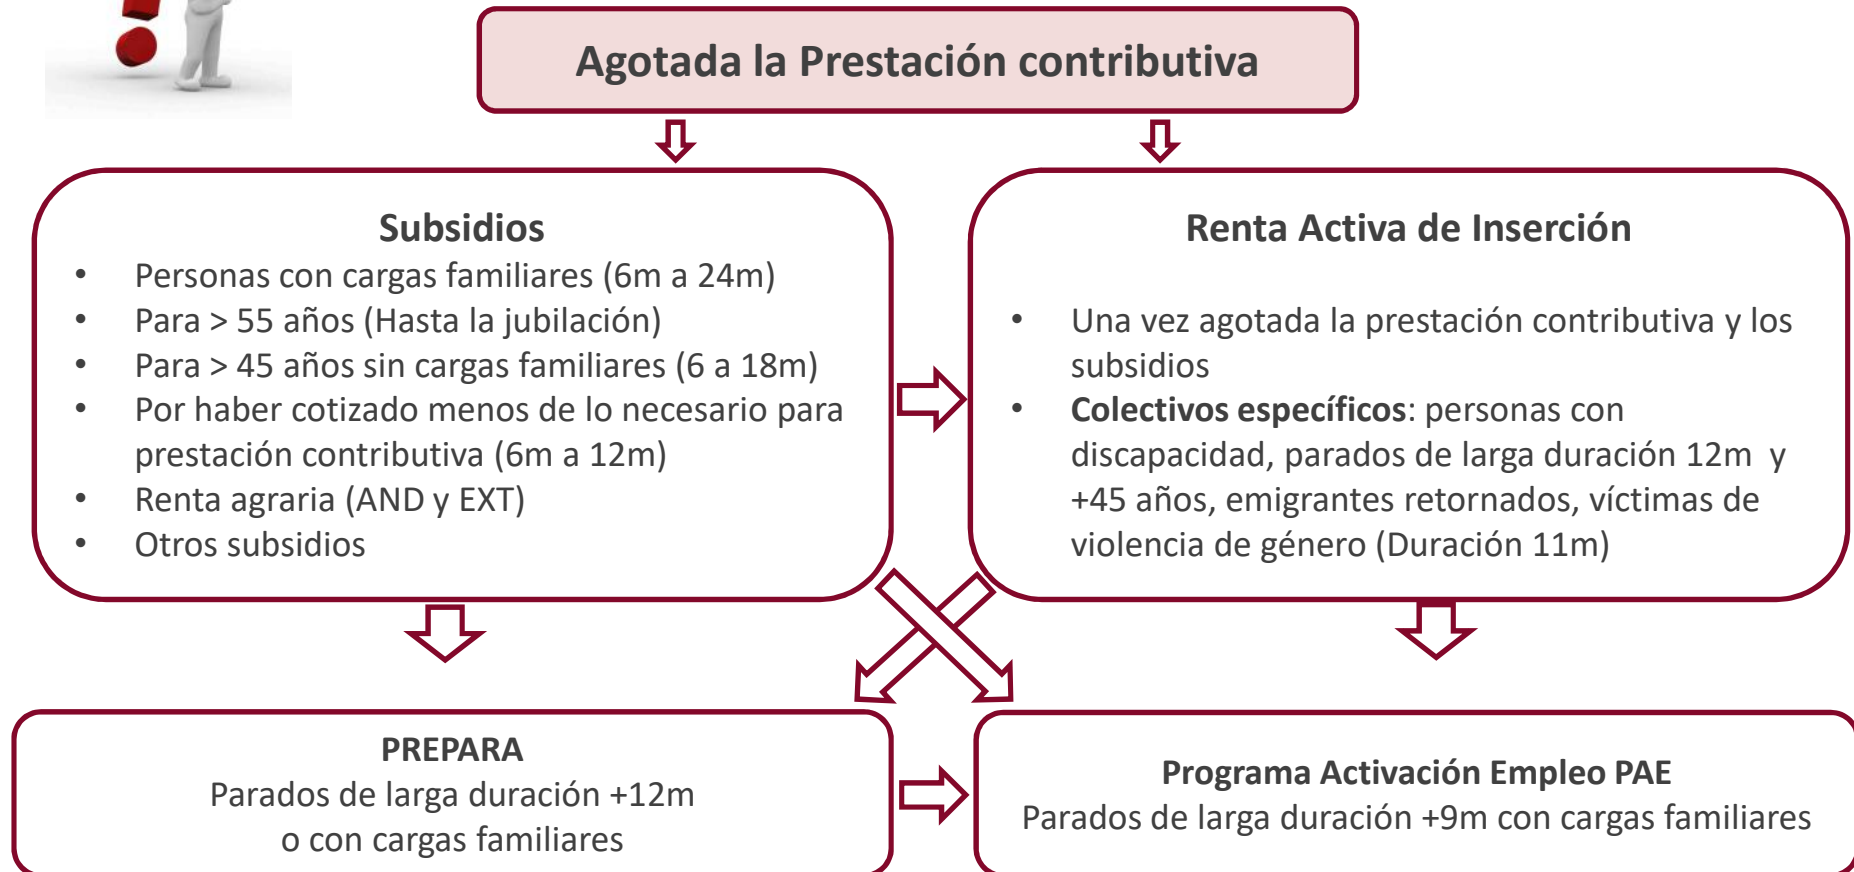 Agotada la Prestación contributiva
Subsidios
• Personas con cargas familiares (6m a 24m)
• Para > 55 años (Hasta la jubilación)
• Para > 45 años sin cargas familiares (6 a 18m)
• Por haber cotizado menos de lo necesario para
prestación contributiva (6m a 12m)
• Renta agraria (AND y EXT)
• Otros subsidios
Renta Activa de Inserción
• Una vez agotada la prestación contributiva y los
subsidios
• Colectivos específicos: personas con
discapacidad, parados de larga duración 12m y
+45 años, emigrantes retornados, víctimas de
violencia de género (Duración 11m)
PREPARA
Parados de larga duración +12m
o con cargas familiares
Programa Activación Empleo PAE
Parados de larga duración +9m con cargas familiares